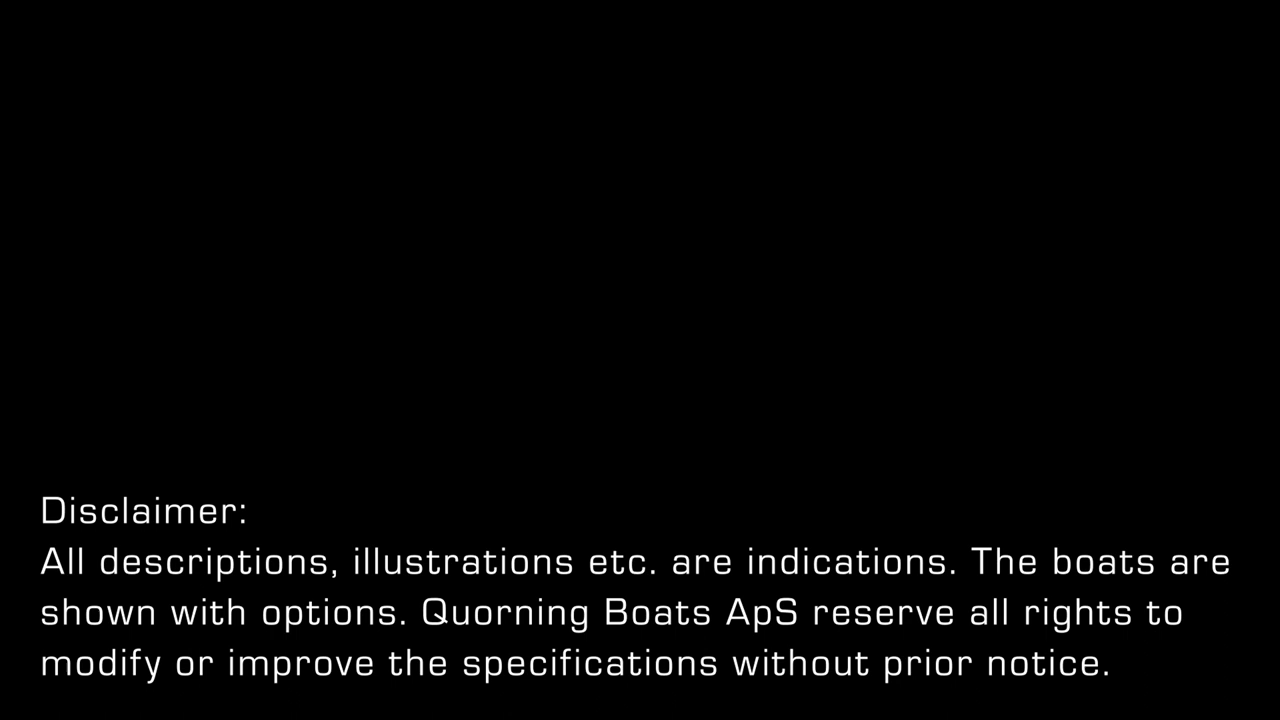 Disclaimer:
All descriptions, illustrations etc. are indications. The boats are
shown with options. Quorning Boats ApS reserve all rights to
modify or improve the specifications without prior notice.